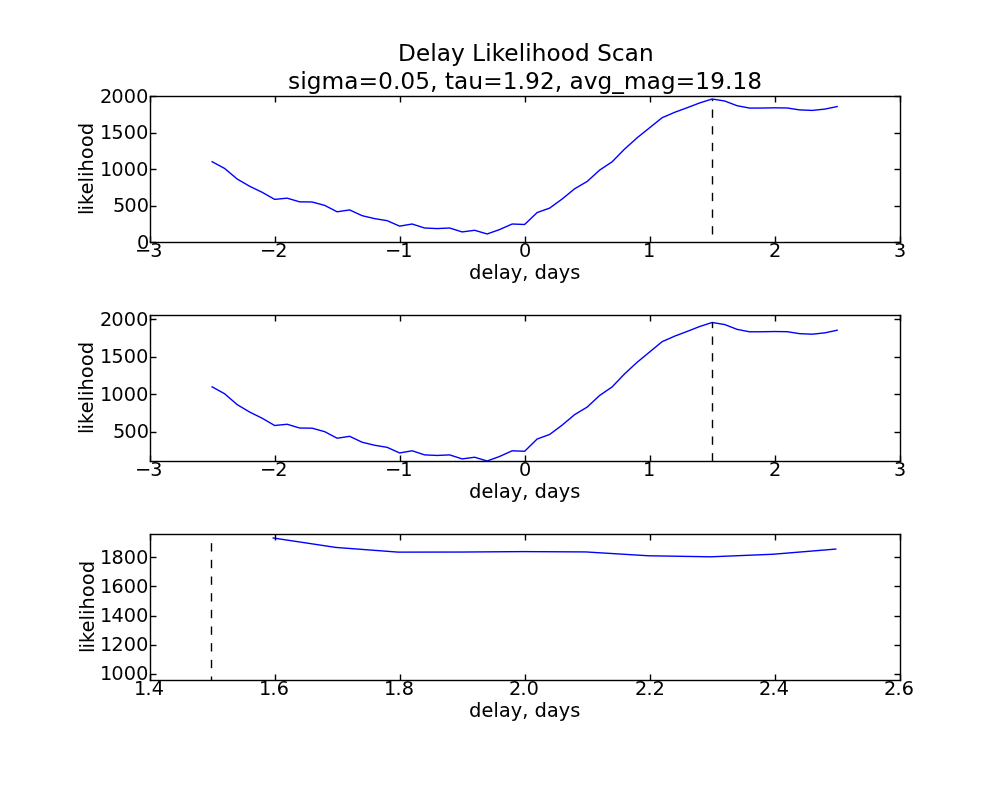 Delay Likelihood Scan
sigma=0.05, tau=1.92, avg_mag=19.18
2000
1500
1000
500
0
likelihood
−3 −2 −1 0 1 2 3
delay, days
2000
1500
1000
500
likelihood
−3 −2 −1 0 1 2 3
delay, days
1800
1600
1400
1200
1000
likelihood
1.4 1.6 1.8 2.0 2.2 2.4 2.6
delay, days